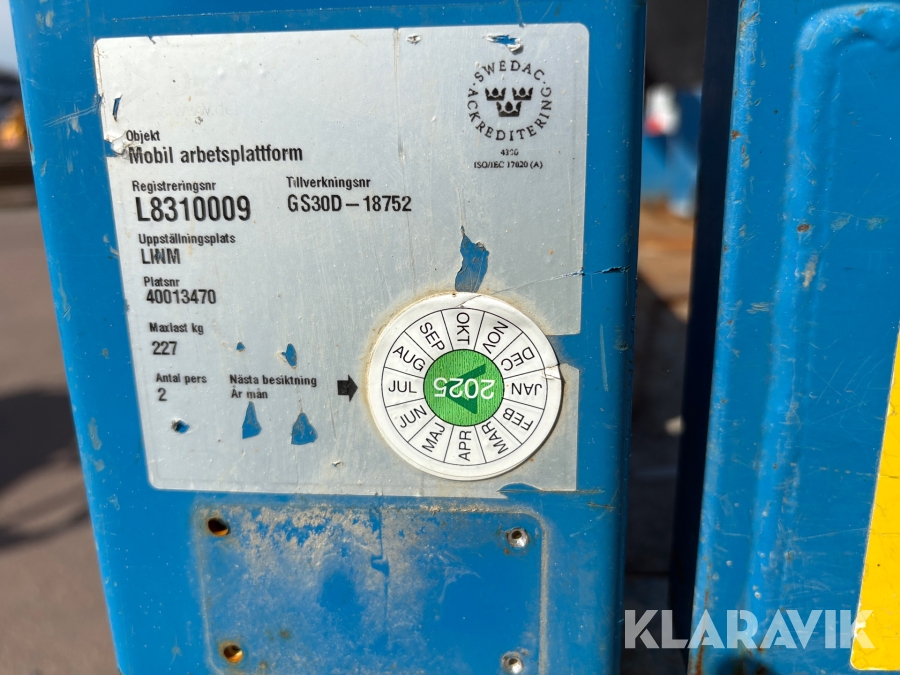 SWEDAC
ACKREDITERING
ISO/IEC 17020 (A)
Objekt
Mobil arbetsplattform
Registreringsnr
L8310009
Tillverkningsnr
GS30D – 18752
Uppställningsplats
LINM
Platsnr
40013470
Maxlast kg
227
Antal pers
2
Nästa besiktning
År mån
JAN
FEB
MAR
APR
MAJ
JUN
JUL
AUG
SEP
OKT
NOV
DEC
2025
KLARAVIK